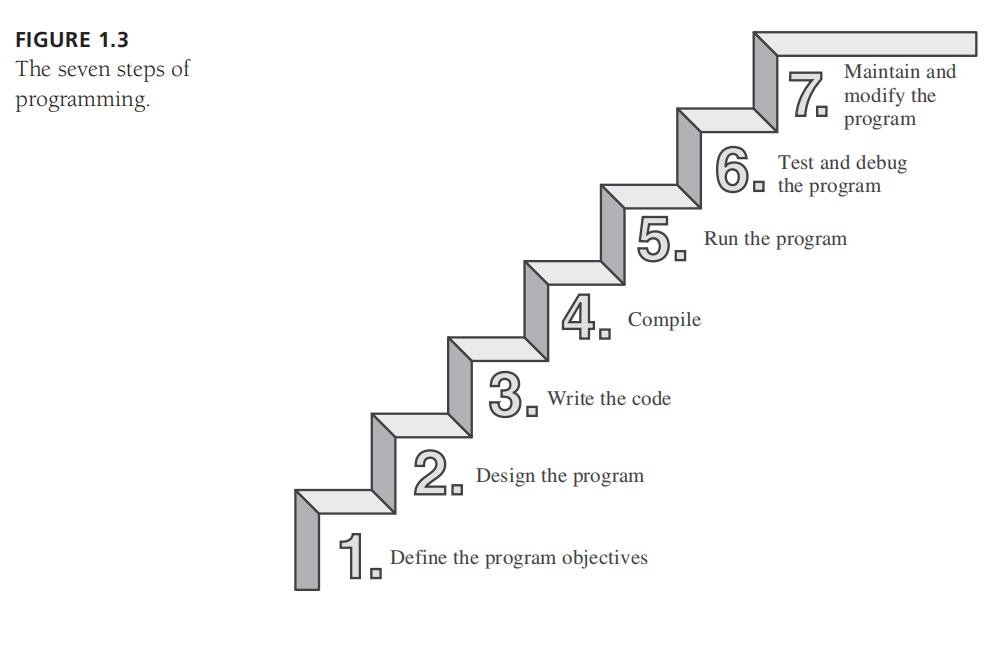 FIGURE 1.3
The seven steps of
programming.
7. Maintain and
modify the
program
6. Test and debug
the program
5. Run the program
4. Compile
3. Write the code
2. Design the program
1. Define the program objectives